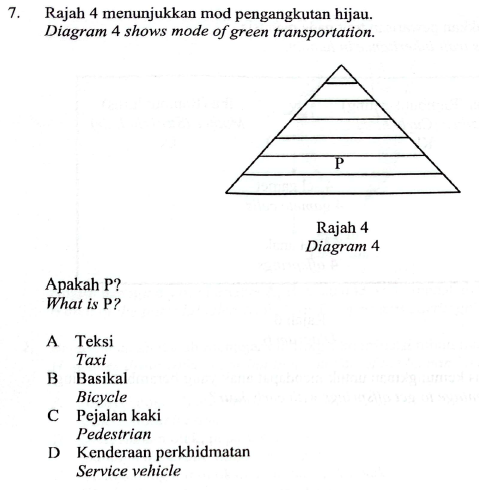 7. Rajah 4 menunjukkan mod pengangkutan hijau.
Diagram 4 shows mode of green transportation.
P
Rajah 4
Diagram 4
Apakah P?
What is P?
A Teksi
Taxi
B Basikal
Bicycle
C Pejalan kaki
Pedestrian
D Kenderaan perkhidmatan
Service vehicle